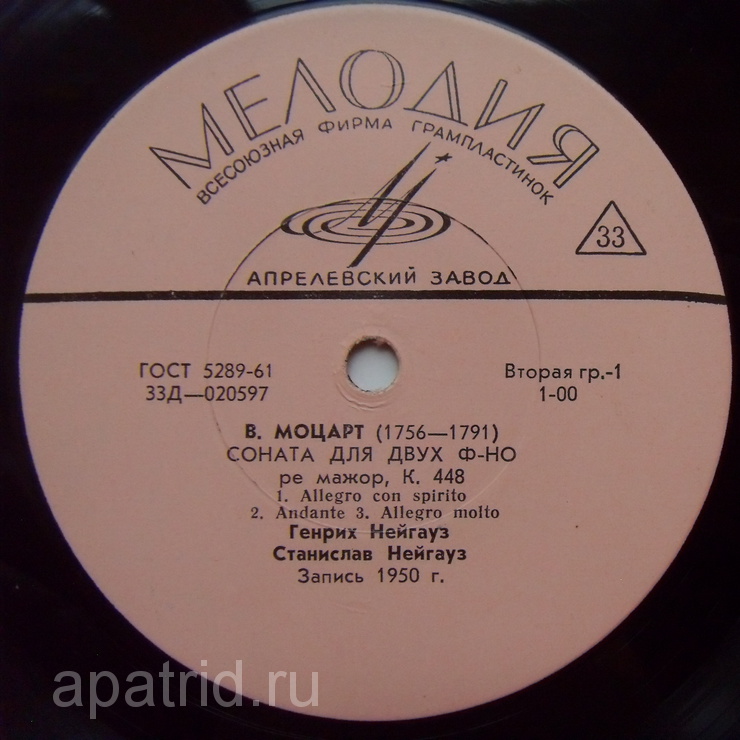 МЕЛОДИЯ
ВСЕСОЮЗНАЯ ФИРМА ГРАМПЛАСТИНОК
33
АПРЕЛЕВСКИЙ ЗАВОД
ГОСТ 5289-61
33Д—020597
Вторая гр.-1
1-00
В. МОЦАРТ (1756—1791)
СОНАТА ДЛЯ ДВУХ Ф-НО
ре мажор, К. 448
1. Allegro con spirito
2. Andante 3. Allegro molto
Генрих Нейгауз
Станислав Нейгауз
Запись 1950 г.
apatrid.ru